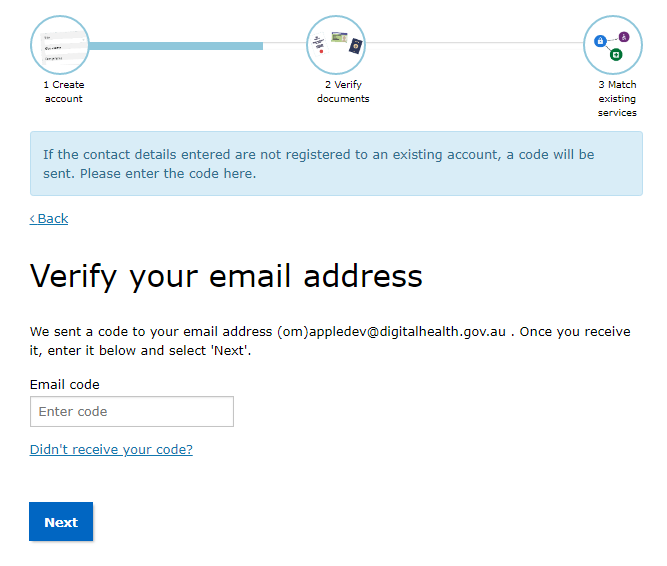 1 Create
account
2 Verify
documents
3 Match
existing
services
If the contact details entered are not registered to an existing account, a code will be
sent. Please enter the code here.
‹ Back
Verify your email address
We sent a code to your email address (om)appledev@digitalhealth.gov.au . Once you receive
it, enter it below and select 'Next'.
Email code
Enter code
Didn't receive your code?
Next